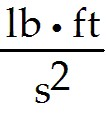 lb • ft
s²